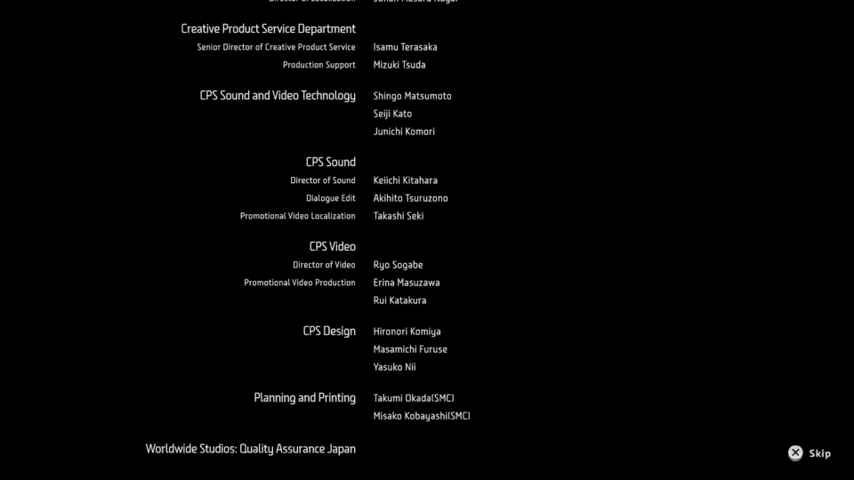 Creative Product Service Department
Senior Director of Creative Product Service Isamu Terasaka
Production Support Mizuki Tsuda
CPS Sound and Video Technology Shingo Matsumoto
Seiji Kato
Junichi Komori
CPS Sound
Director of Sound Keiichi Kitahara
Dialogue Edit Akihito Tsuruzono
Promotional Video Localization Takashi Seki
CPS Video
Director of Video Ryo Sogabe
Promotional Video Production Erina Masuzawa
Rui Katakura
CPS Design Hironori Komiya
Masamichi Furuse
Yasuko Nii
Planning and Printing Takumi Okada(SMC)
Misako Kobayashi(SMC)
Worldwide Studios: Quality Assurance Japan
Skip